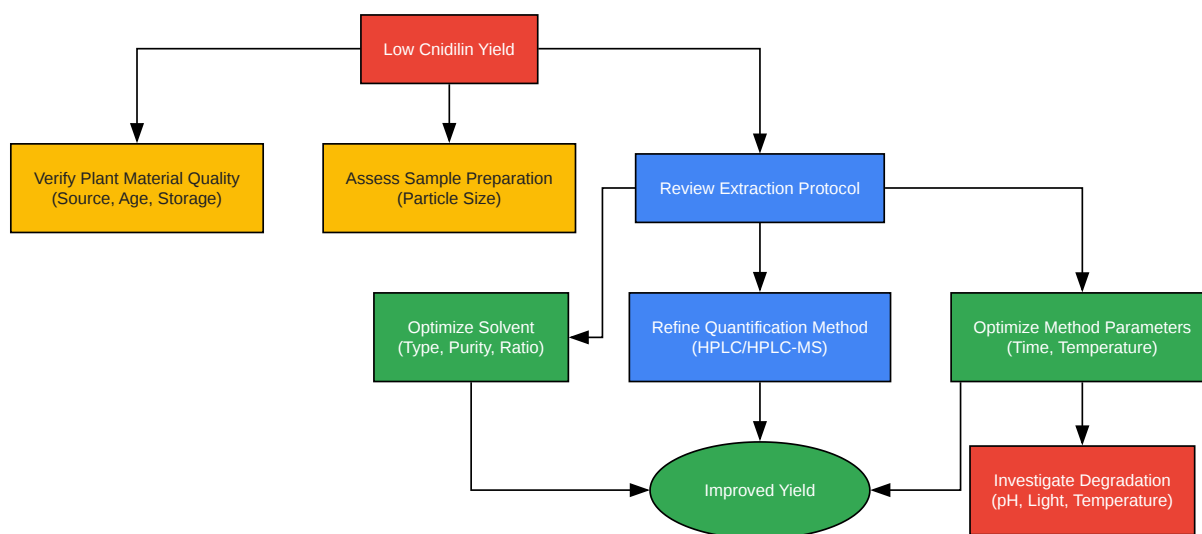 Low Cnidilin Yield
Verify Plant Material Quality
(Source, Age, Storage)
Assess Sample Preparation
(Particle Size)
Review Extraction Protocol
Optimize Solvent
(Type, Purity, Ratio)
Refine Quantification Method
(HPLC/HPLC-MS)
Optimize Method Parameters
(Time, Temperature)
Improved Yield
Investigate Degradation
(pH, Light, Temperature)